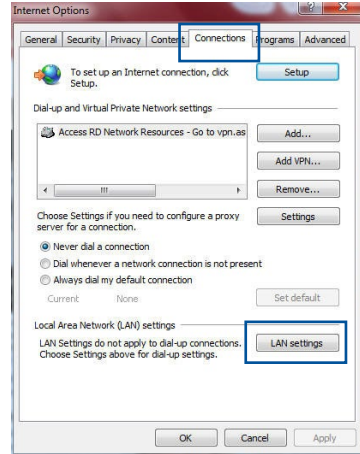 Internet Options
General Security Privacy Content Connections Programs Advanced
To set up an Internet connection, click
Setup.
Setup
Dial-up and Virtual Private Network settings
Access RD Network Resources - Go to vpn.as
Add...
Add VPN...
Remove...
Choose Settings if you need to configure a proxy
server for a connection.
Settings
Never dial a connection
Dial whenever a network connection is not present
Always dial my default connection
Current None
Set default
Local Area Network (LAN) settings
LAN Settings do not apply to dial-up connections.
Choose Settings above for dial-up settings.
LAN settings
OK Cancel Apply